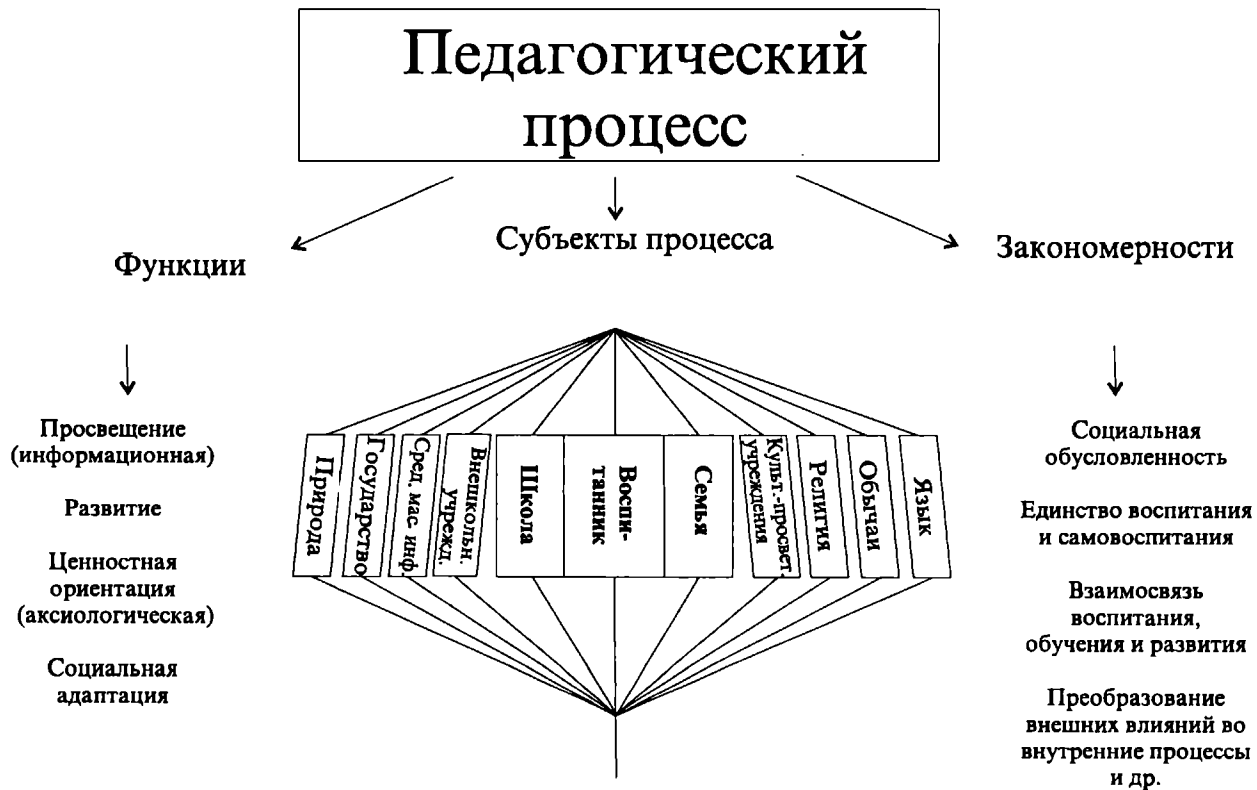 Педагогический
процесс
Функции
Субъекты процесса
Закономерности
Просвещение
(информационная)
Развитие
Ценностная
ориентация
(аксиологическая)
Социальная
адаптация
Природа
Государство
Сред. мас. инф.
Внешкольн.
учрежд.
Школа
Воспи-
танник
Семья
Культ.-просвет.
учреждения
Религия
Обычаи
Язык
Социальная
обусловленность
Единство воспитания
и самовоспитания
Взаимосвязь
воспитания,
обучения и развития
Преобразование
внешних влияний во
внутренние процессы
и др.